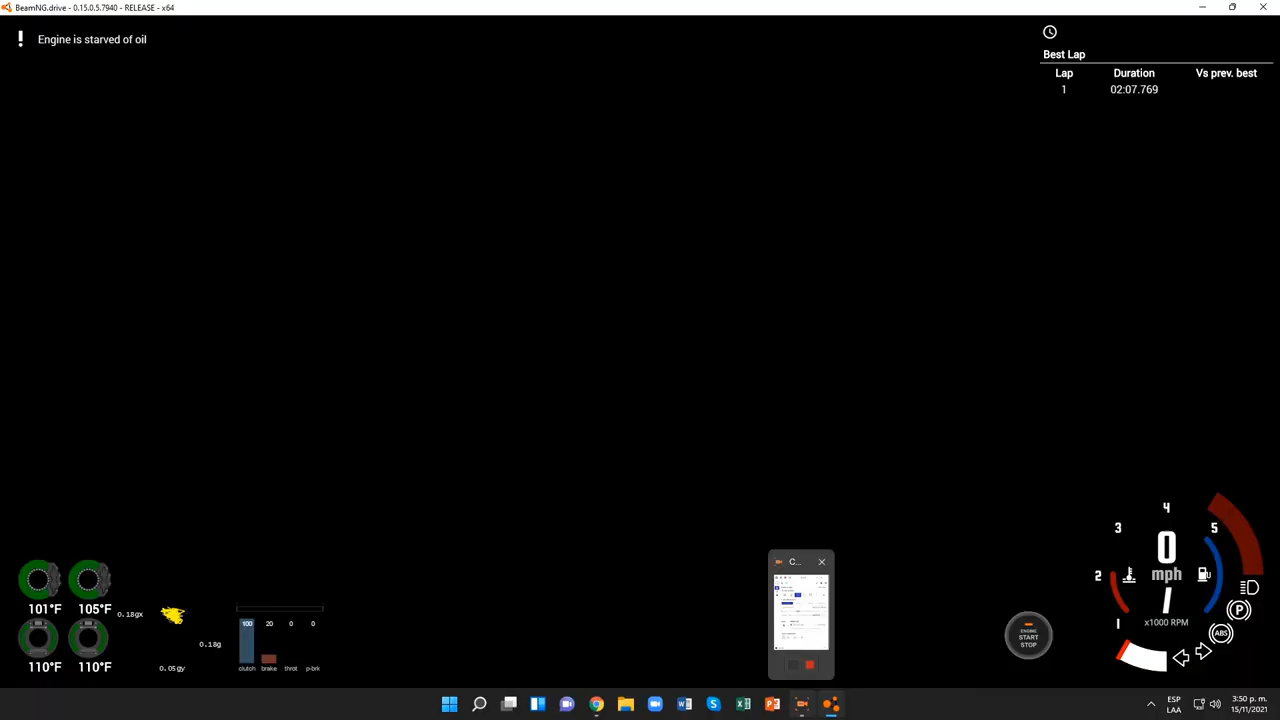 BeamNG.drive - 0.15.0.5.7940 - RELEASE - x64
! Engine is starved of oil
Best Lap
Lap Duration Vs prev. best
1 02:07.769
C...
101°F 105°F
110°F 110°F
0.18gx
0.18g
0.05gy
100 20 0 0
clutch brake throt p-brk
ENGINE
START
STOP
1 2 3 4 5
0
mph
x1000 RPM
P
ABS
ESP
LAA
3:50 p. m.
15/11/2021